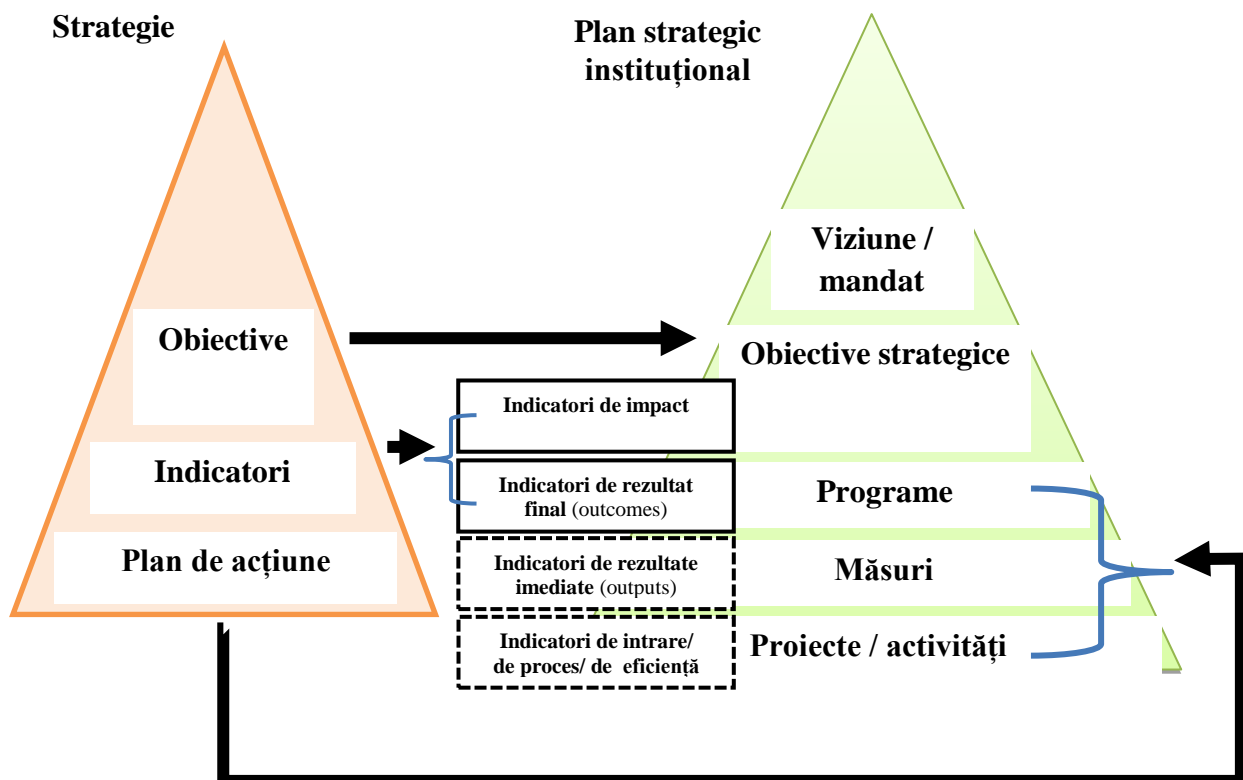 Strategie
Obiective
Indicatori
Plan de acțiune
Plan strategic
instituțional
Viziune /
mandat
Obiective strategice
Indicatori de impact
Indicatori de rezultat
final (outcomes)
Programe
Indicatori de rezultate
imediate (outputs)
Măsuri
Indicatori de intrare/
de proces/ de eficiență
Proiecte / activități